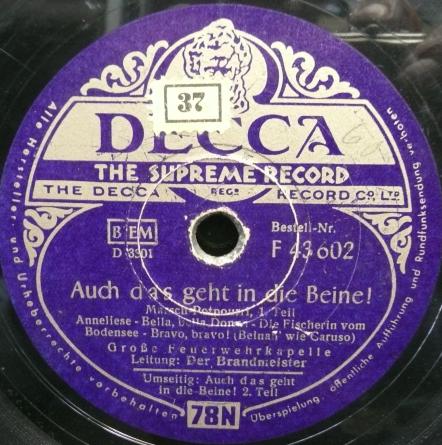 37
DECCA
THE SUPREME RECORD
THE DECCA REGD RECORD CO. LTD
BIEM
D 3301
Bestell-Nr.
F 43602
Auch das geht in die Beine!
Marsch-Potpourri, 1. Teil
Anneliese - Bella, bella Donna - Die Fischerin vom
Bodensee - Bravo, bravo! (Beinah' wie Caruso)
Große Feuerwehrkapelle
Leitung: Der Brandmeister
Umseitig: Auch das geht
in die Beine! 2. Teil
78N
Alle Hersteller- und Urheberrechte vorbehalten
Überspielung, öffentliche Aufführung und Rundfunksendung verboten